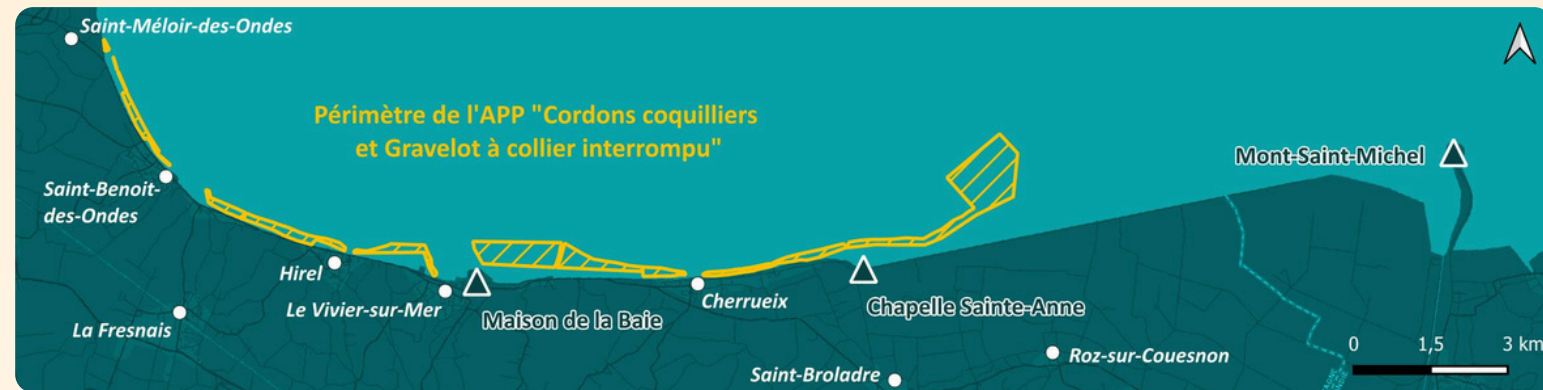 Saint-Méloir-des-Ondes
Périmètre de l'APP "Cordons coquilliers
et Gravelot à collier interrompu"
Mont-Saint-Michel
Saint-Benoit-
des-Ondes
Hirel
Le Vivier-sur-Mer
Maison de la Baie
Cherrueix
Chapelle Sainte-Anne
La Fresnais
Roz-sur-Couesnon
Saint-Broladre
0 1,5 3 km